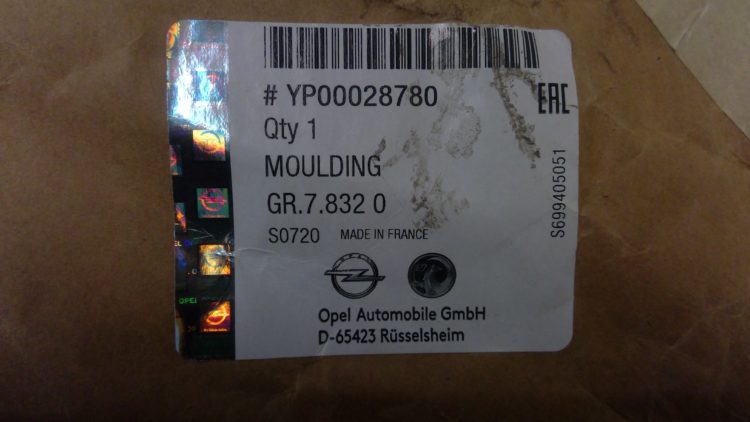 # YP00028780
EAC
Qty 1
MOULDING
GR.7.832 0
S0720 MADE IN FRANCE
S699405051
OPEL
Opel Automobile GmbH
D-65423 Rüsselsheim